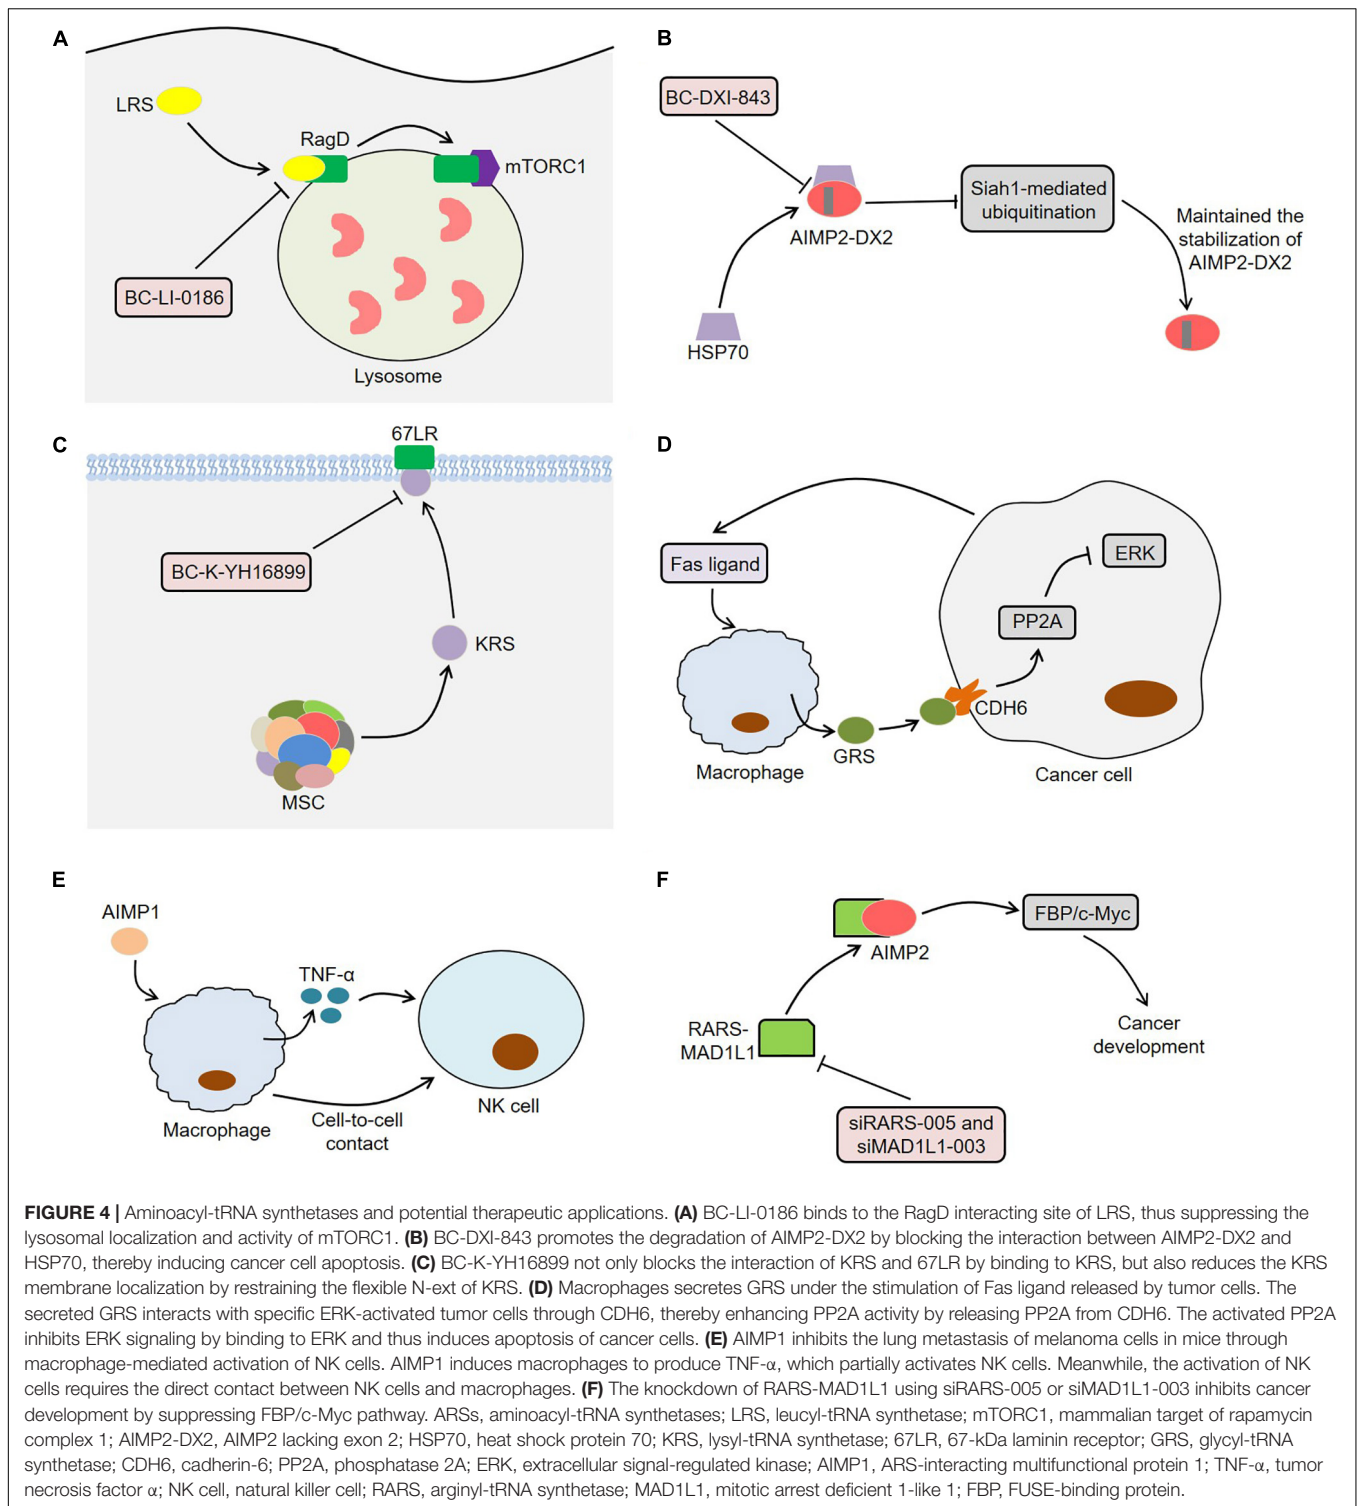 A
LRS
RagD
mTORC1
BC-LI-0186
Lysosome
B
BC-DXI-843
AIMP2-DX2
Siah1-mediated
ubiquitination
Maintained the
stabilization of
AIMP2-DX2
HSP70
C
67LR
BC-K-YH16899
KRS
MSC
D
Fas ligand
ERK
PP2A
CDH6
GRS
Macrophage
Cancer cell
E
AIMP1
TNF-α
Macrophage
Cell-to-cell
contact
NK cell
F
AIMP2
FBP/c-Myc
RARS-
MAD1L1
Cancer
development
siRARS-005 and
siMAD1L1-003
FIGURE 4 | Aminoacyl-tRNA synthetases and potential therapeutic applications. (A) BC-LI-0186 binds to the RagD interacting site of LRS, thus suppressing the
lysosomal localization and activity of mTORC1. (B) BC-DXI-843 promotes the degradation of AIMP2-DX2 by blocking the interaction between AIMP2-DX2 and
HSP70, thereby inducing cancer cell apoptosis. (C) BC-K-YH16899 not only blocks the interaction of KRS and 67LR by binding to KRS, but also reduces the KRS
membrane localization by restraining the flexible N-ext of KRS. (D) Macrophages secretes GRS under the stimulation of Fas ligand released by tumor cells. The
secreted GRS interacts with specific ERK-activated tumor cells through CDH6, thereby enhancing PP2A activity by releasing PP2A from CDH6. The activated PP2A
inhibits ERK signaling by binding to ERK and thus induces apoptosis of cancer cells. (E) AIMP1 inhibits the lung metastasis of melanoma cells in mice through
macrophage-mediated activation of NK cells. AIMP1 induces macrophages to produce TNF-α, which partially activates NK cells. Meanwhile, the activation of NK
cells requires the direct contact between NK cells and macrophages. (F) The knockdown of RARS-MAD1L1 using siRARS-005 or siMAD1L1-003 inhibits cancer
development by suppressing FBP/c-Myc pathway. ARSs, aminoacyl-tRNA synthetases; LRS, leucyl-tRNA synthetase; mTORC1, mammalian target of rapamycin
complex 1; AIMP2-DX2, AIMP2 lacking exon 2; HSP70, heat shock protein 70; KRS, lysyl-tRNA synthetase; 67LR, 67-kDa laminin receptor; GRS, glycyl-tRNA
synthetase; CDH6, cadherin-6; PP2A, phosphatase 2A; ERK, extracellular signal-regulated kinase; AIMP1, ARS-interacting multifunctional protein 1; TNF-α, tumor
necrosis factor α; NK cell, natural killer cell; RARS, arginyl-tRNA synthetase; MAD1L1, mitotic arrest deficient 1-like 1; FBP, FUSE-binding protein.